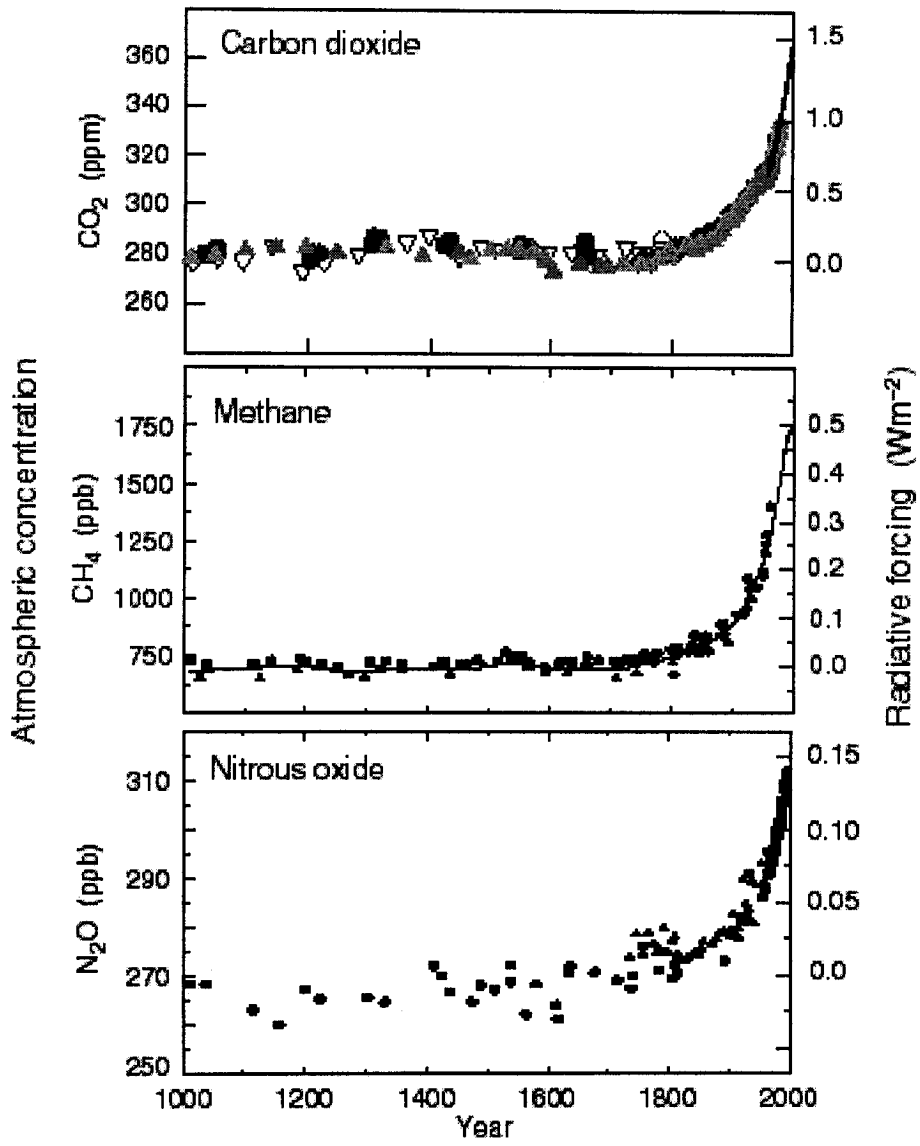 Atmospheric concentration
Radiative forcing (Wm⁻²)
Carbon dioxide
CO₂ (ppm)
360
340
320
300
280
260
1.5
1.0
0.5
0.0
Methane
CH₄ (ppb)
1750
1500
1250
1000
750
0.5
0.4
0.3
0.2
0.1
0.0
Nitrous oxide
N₂O (ppb)
310
290
270
250
0.15
0.10
0.05
0.0
1000 1200 1400 1600 1800 2000
Year